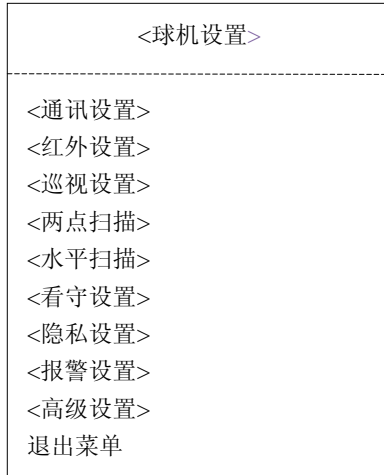 <球机设置>
<通讯设置>
<红外设置>
<巡视设置>
<两点扫描>
<水平扫描>
<看守设置>
<隐私设置>
<报警设置>
<高级设置>
退出菜单